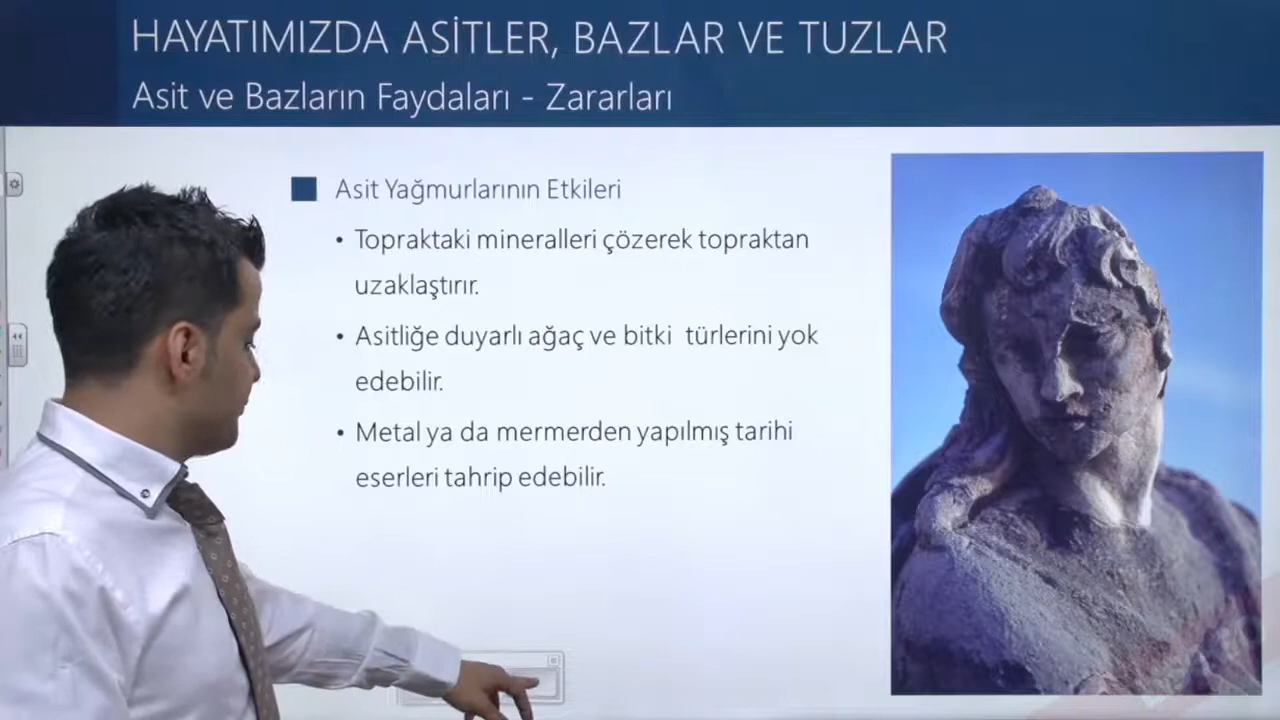 HAYATIMIZDA ASİTLER, BAZLAR VE TUZLAR
Asit ve Bazların Faydaları - Zararları
Asit Yağmurlarının Etkileri
• Topraktaki mineralleri çözerek topraktan
uzaklaştırır.
• Asitliğe duyarlı ağaç ve bitki türlerini yok
edebilir.
• Metal ya da mermerden yapılmış tarihi
eserleri tahrip edebilir.